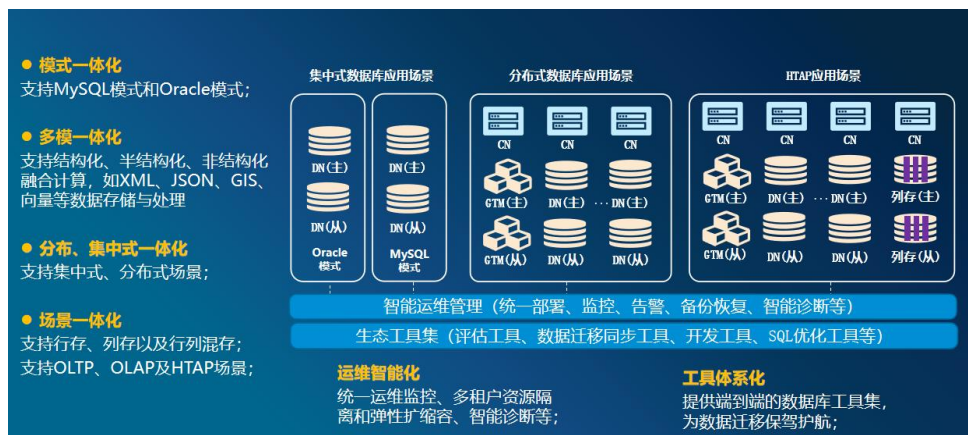 ● 模式一体化
支持MySQL模式和Oracle模式；
● 多模一体化
支持结构化、半结构化、非结构化
融合计算，如XML、JSON、GIS、
向量等数据存储与处理
● 分布、集中式一体化
支持集中式、分布式场景；
● 场景一体化
支持行存、列存以及行列混存；
支持OLTP、OLAP及HTAP场景；
集中式数据库应用场景
DN(主) DN(主)
DN(从) DN(从)
Oracle MySQL
模式 模式
分布式数据库应用场景
CN CN CN
GTM(主) DN(主) ... DN(主)
GTM(从) DN(从) DN(从)
HTAP应用场景
CN CN CN CN
GTM(主) DN(主) ... DN(主) 列存(主)
GTM(从) DN(从) DN(从) 列存(从)
智能运维管理（统一部署、监控、告警、备份恢复、智能诊断等）
生态工具集（评估工具、数据迁移同步工具、开发工具、SQL优化工具等）
运维智能化
统一运维监控、多租户资源隔
离和弹性扩缩容、智能诊断等；
工具体系化
提供端到端的数据库工具集，
为数据迁移保驾护航；